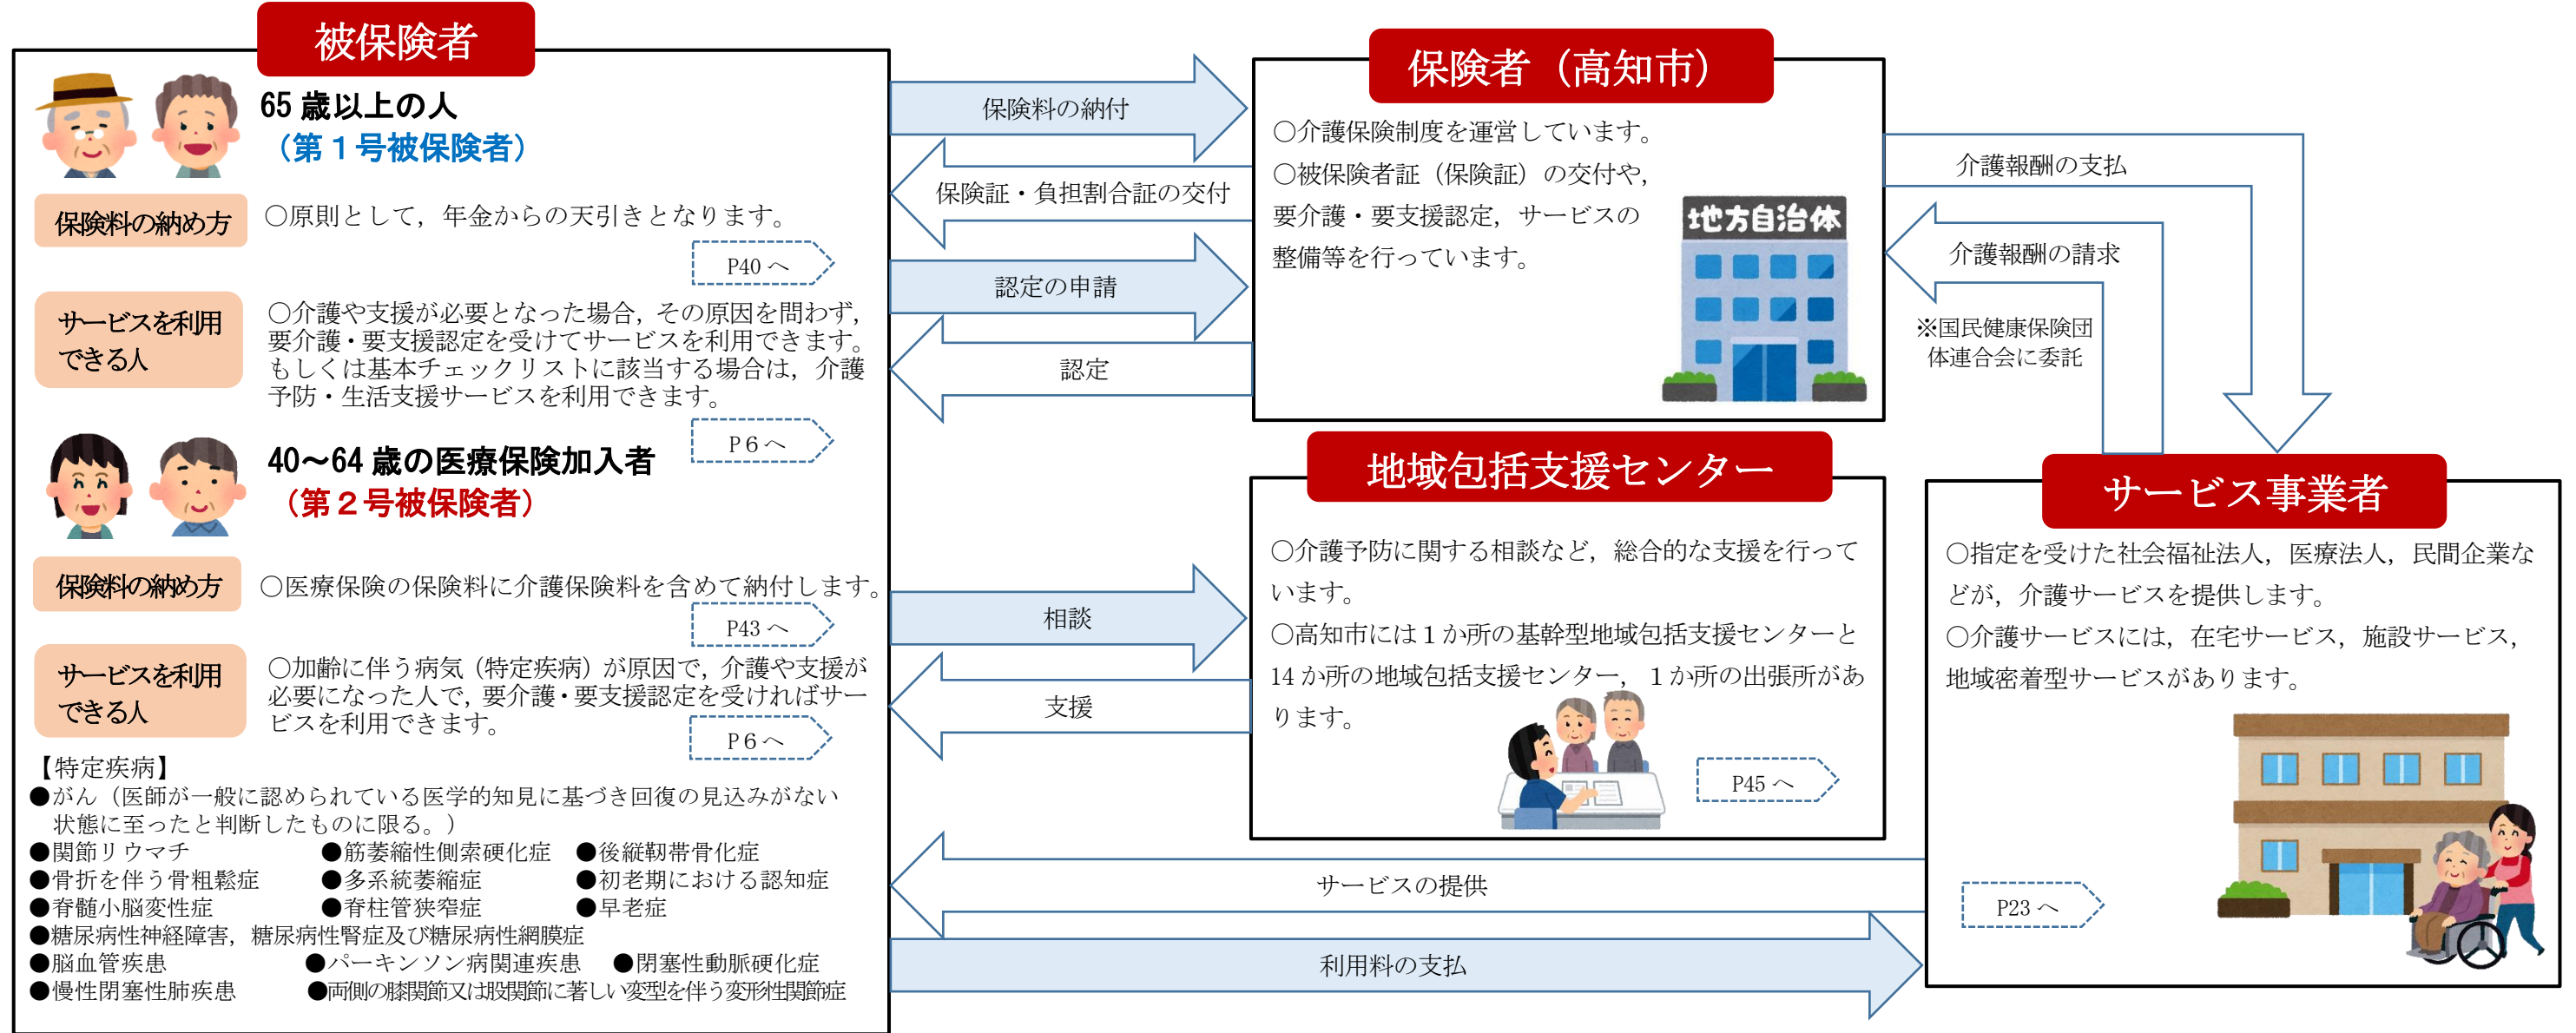 被保険者
65歳以上の人
（第１号被保険者）
保険料の納め方
○原則として，年金からの天引きとなります。
P40へ
サービスを利用
できる人
○介護や支援が必要となった場合，その原因を問わず，
要介護・要支援認定を受けてサービスを利用できます。
もしくは基本チェックリストに該当する場合は，介護
予防・生活支援サービスを利用できます。
P６へ
40～64歳の医療保険加入者
（第２号被保険者）
保険料の納め方
○医療保険の保険料に介護保険料を含めて納付します。
P43へ
サービスを利用
できる人
○加齢に伴う病気（特定疾病）が原因で，介護や支援が
必要になった人で，要介護・要支援認定を受ければサー
ビスを利用できます。
P６へ
【特定疾病】
●がん（医師が一般に認められている医学的知見に基づき回復の見込みがない
状態に至ったと判断したものに限る。）
●関節リウマチ　●筋萎縮性側索硬化症　●後縦靭帯骨化症
●骨折を伴う骨粗鬆症　●多系統萎縮症　●初老期における認知症
●脊髄小脳変性症　●脊柱管狭窄症　●早老症
●糖尿病性神経障害，糖尿病性腎症及び糖尿病性網膜症
●脳血管疾患　●パーキンソン病関連疾患　●閉塞性動脈硬化症
●慢性閉塞性肺疾患　●両側の膝関節又は股関節に著しい変型を伴う変形性関節症
保険料の納付
保険証・負担割合証の交付
認定の申請
認定
相談
支援
サービスの提供
利用料の支払
保険者（高知市）
○介護保険制度を運営しています。
○被保険者証（保険証）の交付や，
要介護・要支援認定，サービスの
整備等を行っています。
地方自治体
介護報酬の支払
介護報酬の請求
※国民健康保険団
体連合会に委託
地域包括支援センター
○介護予防に関する相談など，総合的な支援を行って
います。
○高知市には１か所の基幹型地域包括支援センターと
14か所の地域包括支援センター，１か所の出張所があ
ります。
P45へ
サービス事業者
○指定を受けた社会福祉法人，医療法人，民間企業な
どが，介護サービスを提供します。
○介護サービスには，在宅サービス，施設サービス，
地域密着型サービスがあります。
P23へ